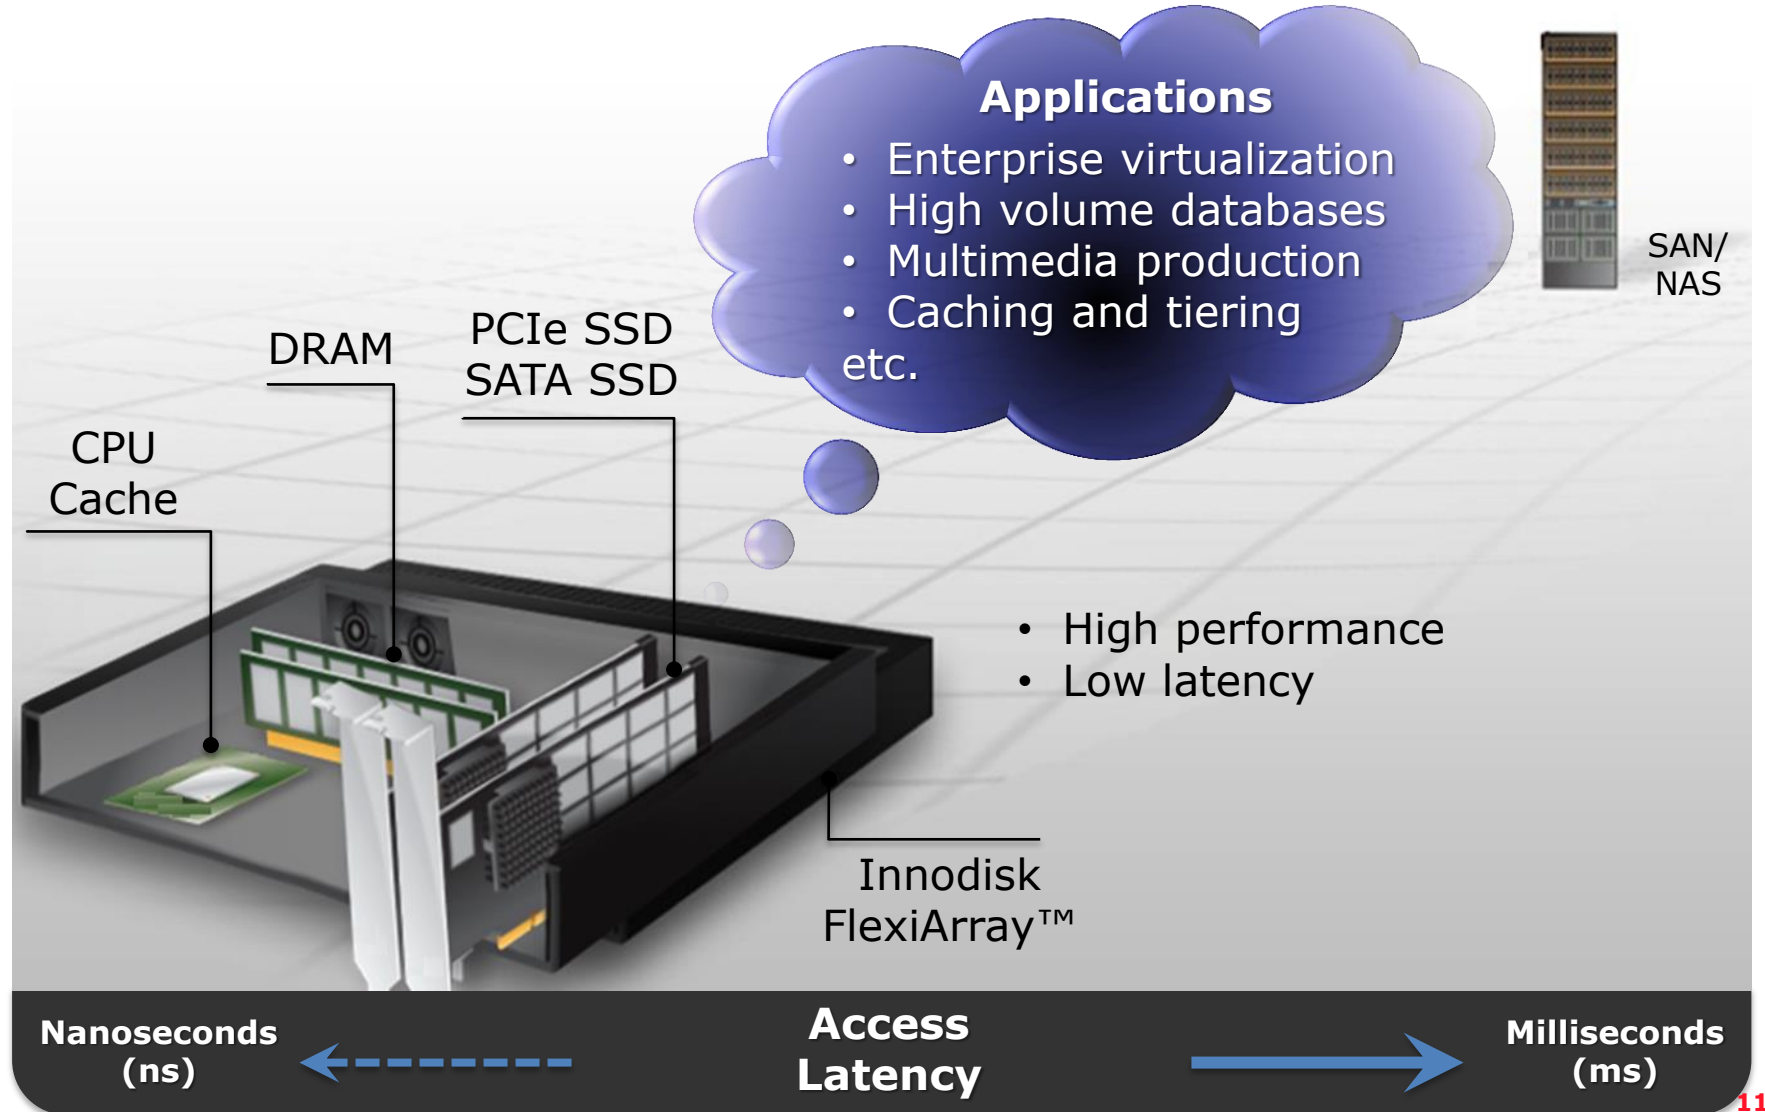 Applications
• Enterprise virtualization
• High volume databases
• Multimedia production
• Caching and tiering
etc.
SAN/
NAS
PCIe SSD
SATA SSD
DRAM
CPU
Cache
• High performance
• Low latency
Innodisk
FlexiArray™
Nanoseconds
(ns)
Access
Latency
Milliseconds
(ms)
11